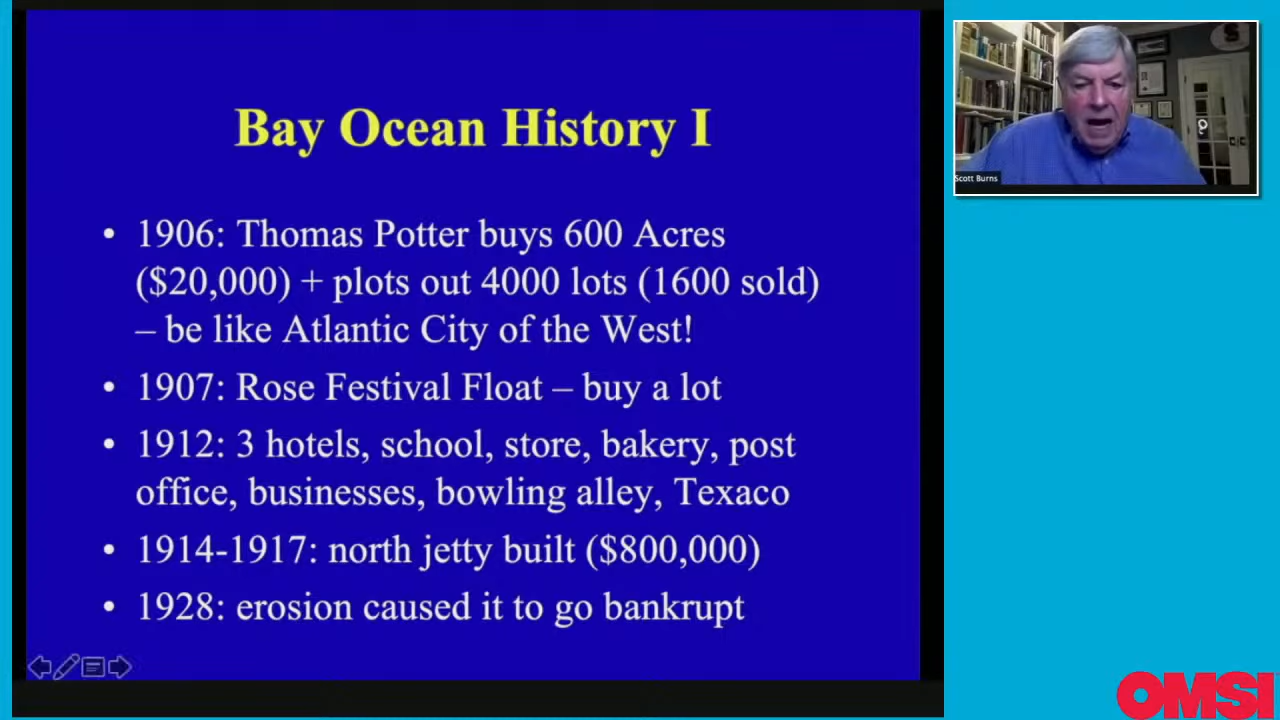 Bay Ocean History I
• 1906: Thomas Potter buys 600 Acres
($20,000) + plots out 4000 lots (1600 sold)
– be like Atlantic City of the West!
• 1907: Rose Festival Float – buy a lot
• 1912: 3 hotels, school, store, bakery, post
office, businesses, bowling alley, Texaco
• 1914-1917: north jetty built ($800,000)
• 1928: erosion caused it to go bankrupt
Scott Burns
OMSI